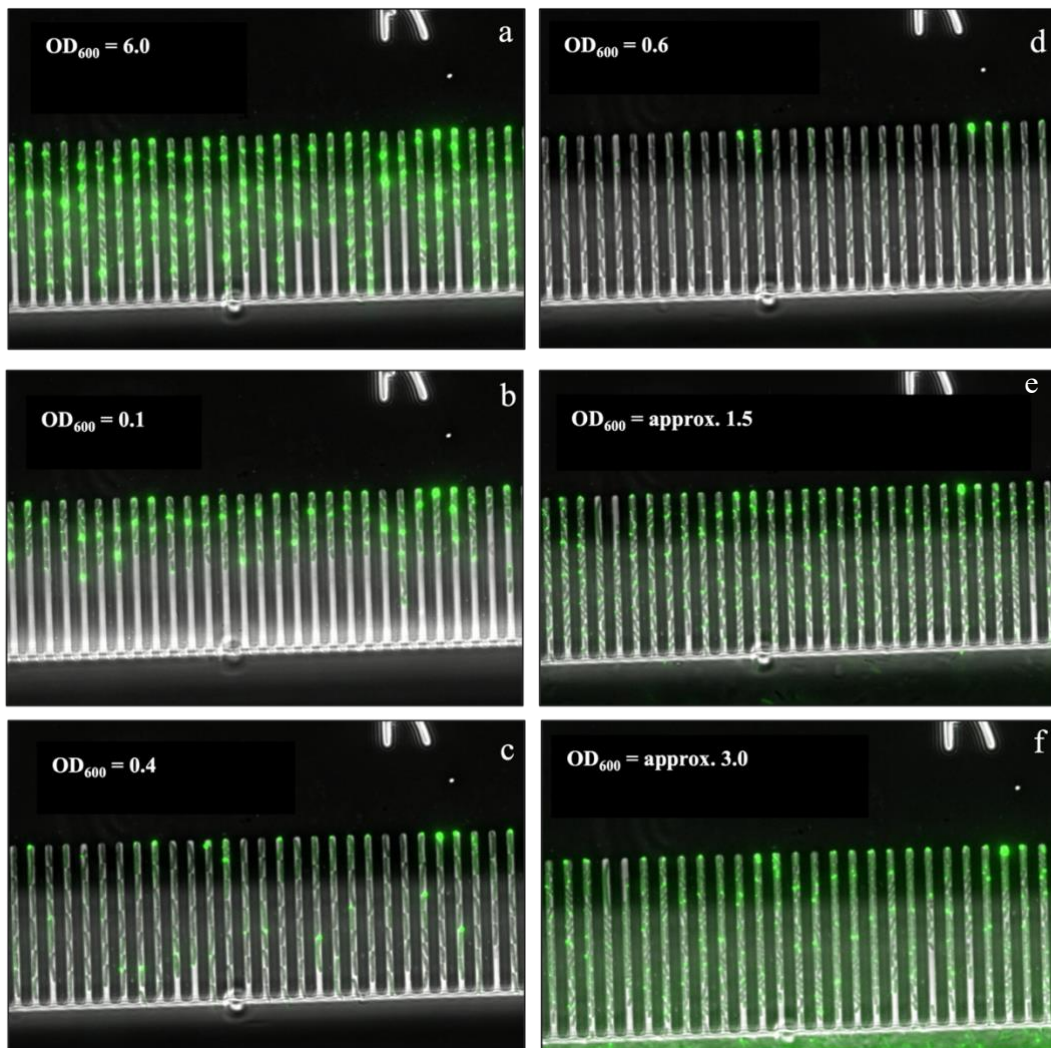 a
OD600 = 6.0
b
OD600 = 0.1
c
OD600 = 0.4
d
OD600 = 0.6
e
OD600 = approx. 1.5
f
OD600 = approx. 3.0